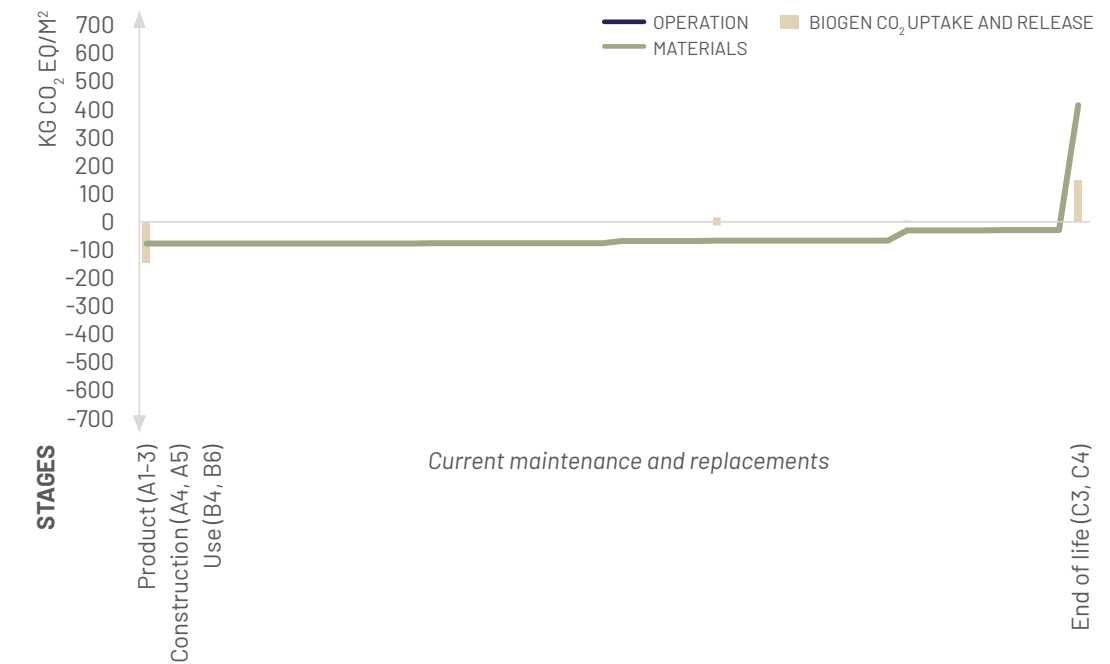 KG CO₂ EQ/M²
700
600
500
400
300
200
100
0
-100
-200
-300
-400
-500
-600
-700
OPERATION
MATERIALS
BIOGEN CO₂ UPTAKE AND RELEASE
STAGES
Product (A1-3)
Construction (A4, A5)
Use (B4, B6)
Current maintenance and replacements
End of life (C3, C4)